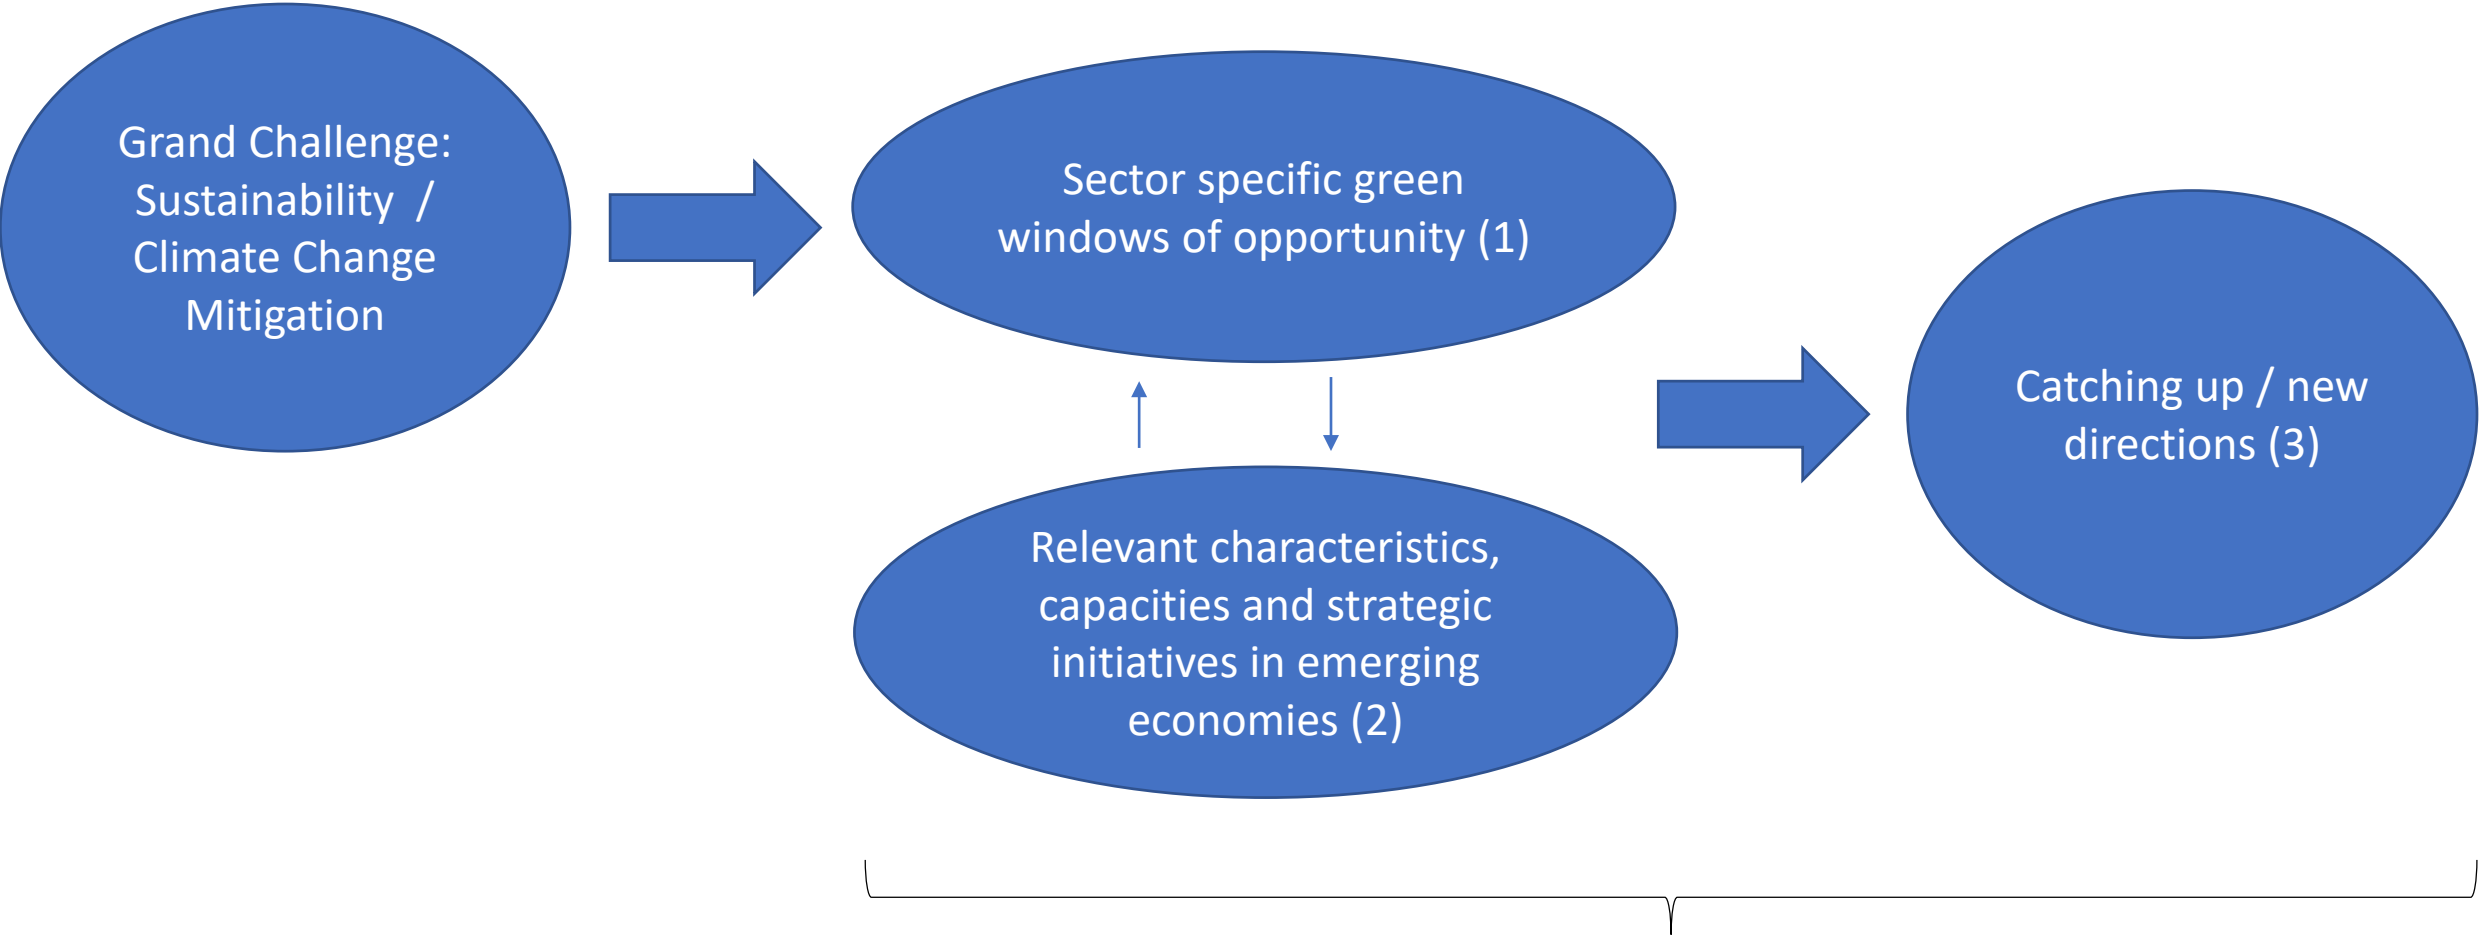 Grand Challenge:
Sustainability  /
Climate Change
Mitigation
Sector specific green
windows of opportunity (1)
Relevant characteristics,
capacities and strategic
initiatives in emerging
economies (2)
Catching up / new
directions (3)